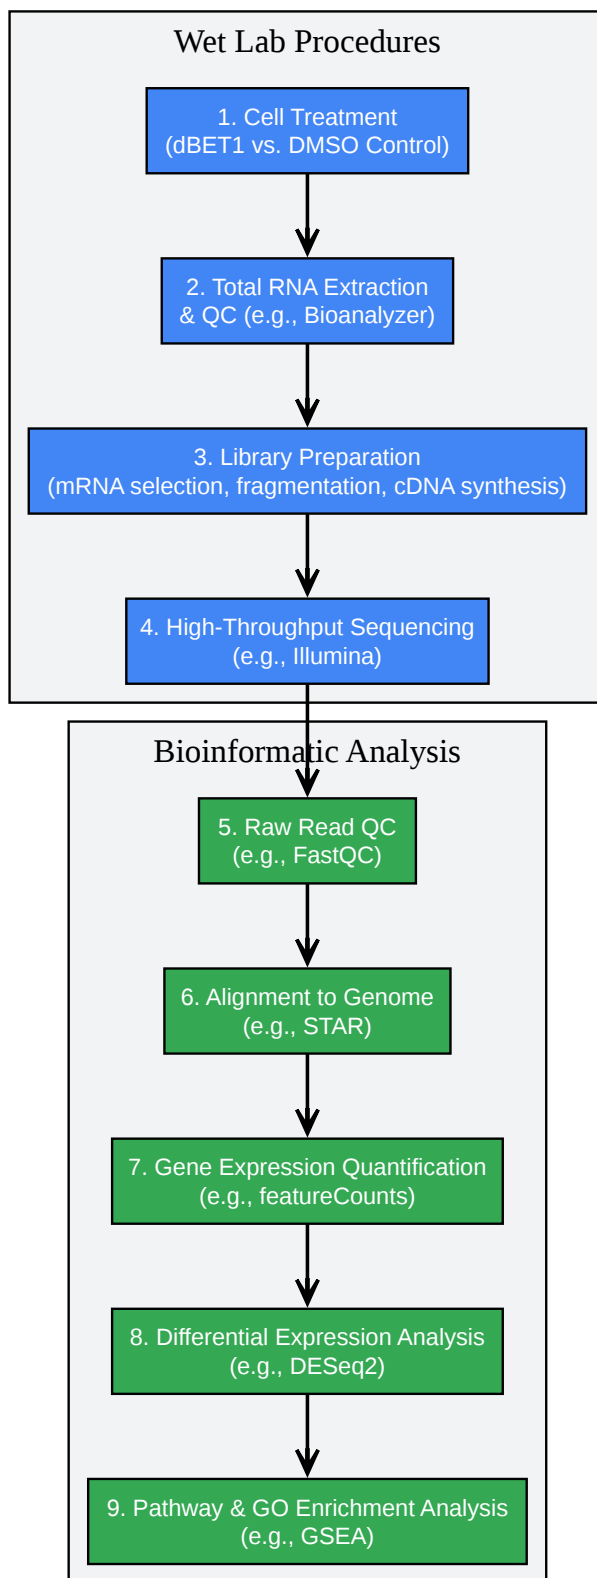 Wet Lab Procedures
1. Cell Treatment
(dBET1 vs. DMSO Control)
2. Total RNA Extraction
& QC (e.g., Bioanalyzer)
3. Library Preparation
(mRNA selection, fragmentation, cDNA synthesis)
4. High-Throughput Sequencing
(e.g., Illumina)
Bioinformatic Analysis
5. Raw Read QC
(e.g., FastQC)
6. Alignment to Genome
(e.g., STAR)
7. Gene Expression Quantification
(e.g., featureCounts)
8. Differential Expression Analysis
(e.g., DESeq2)
9. Pathway & GO Enrichment Analysis
(e.g., GSEA)